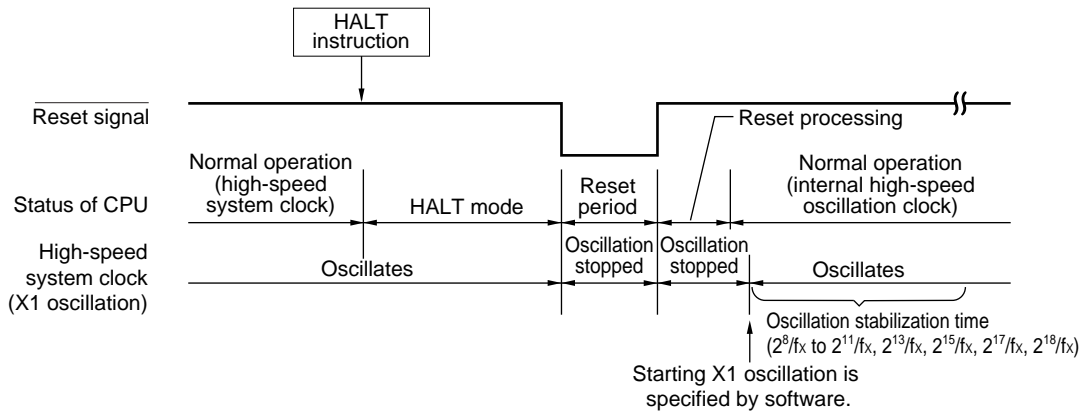 HALT
instruction
Reset signal
Reset processing
Normal operation
(high-speed
system clock)
Status of CPU
HALT mode
Reset
period
Normal operation
(internal high-speed
oscillation clock)
High-speed
system clock
(X1 oscillation)
Oscillates
Oscillation
stopped
Oscillation
stopped
Oscillates
Oscillation stabilization time
(2⁸/fx to 2¹¹/fx, 2¹³/fx, 2¹⁵/fx, 2¹⁷/fx, 2¹⁸/fx)
Starting X1 oscillation is
specified by software.